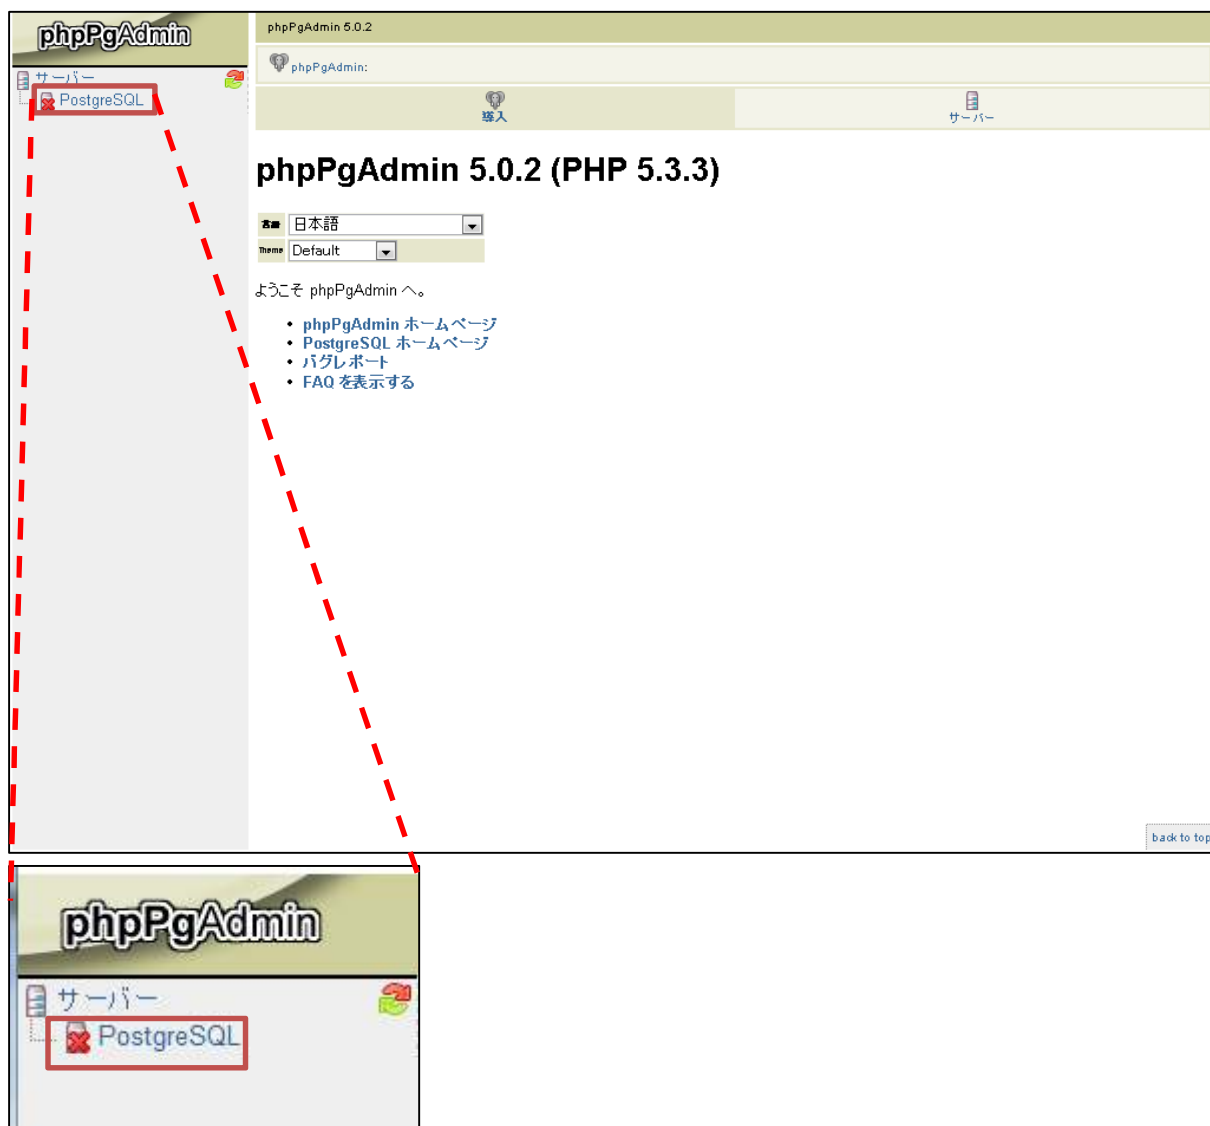 phpPgAdmin
サーバー
PostgreSQL
phpPgAdmin 5.0.2
phpPgAdmin:
導入
サーバー
phpPgAdmin 5.0.2 (PHP 5.3.3)
言語 日本語
Theme Default
ようこそ phpPgAdmin へ。
• phpPgAdmin ホームページ
• PostgreSQL ホームページ
• バグレポート
• FAQ を表示する
back to top
phpPgAdmin
サーバー
PostgreSQL